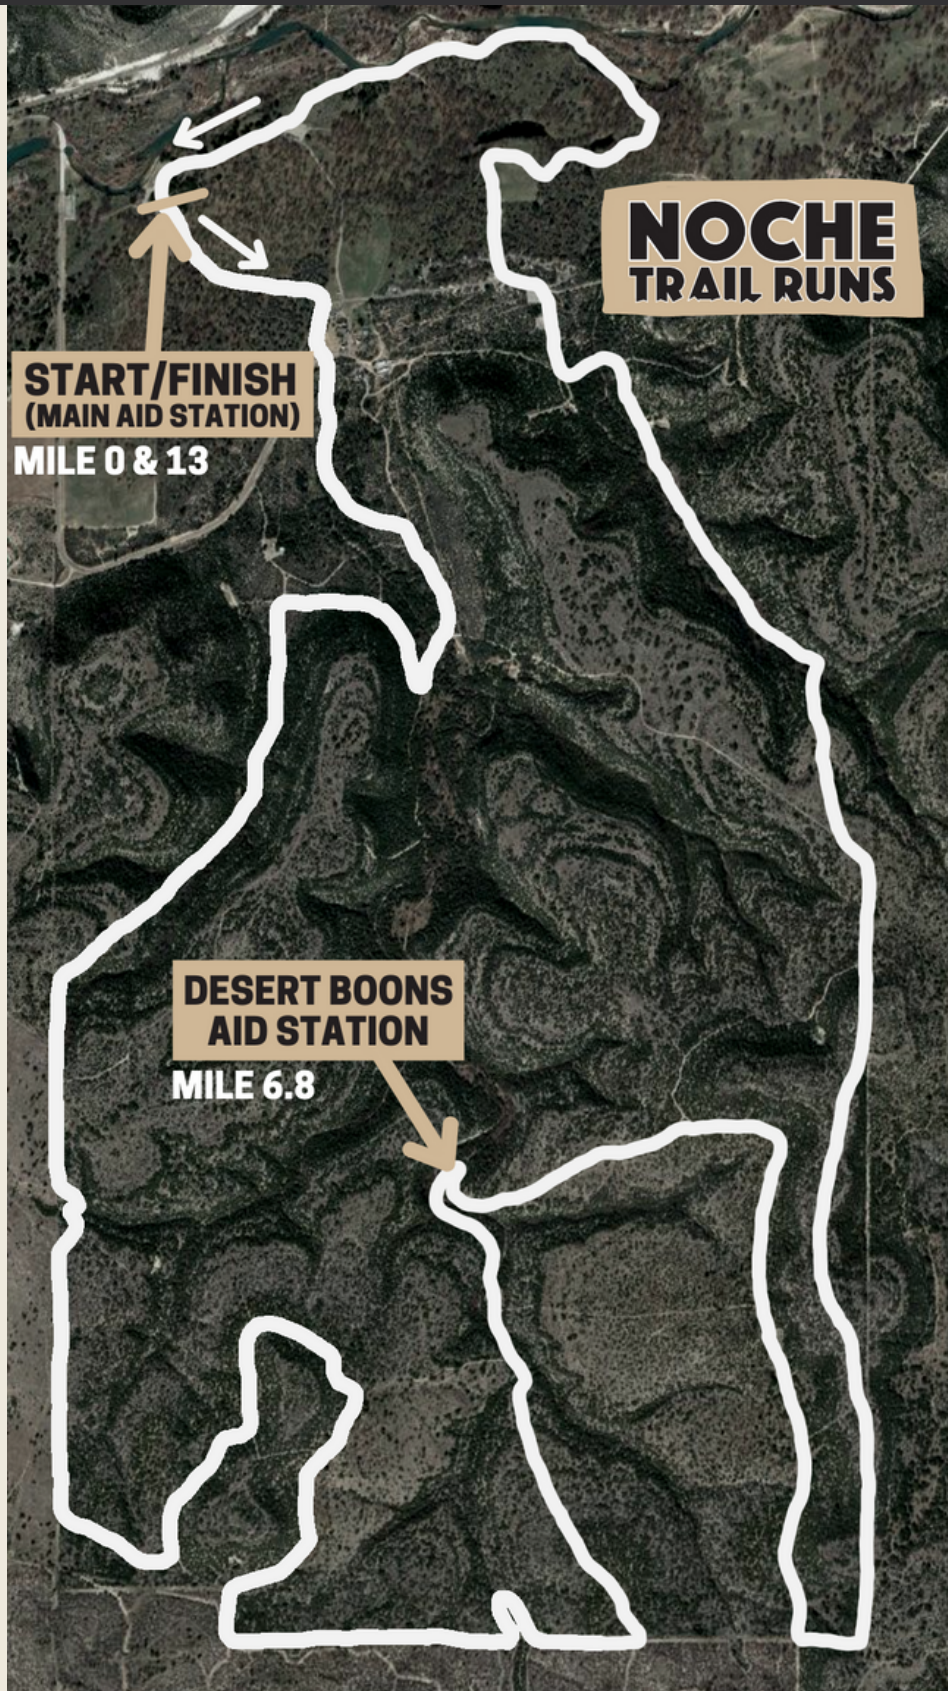 NOCHE
TRAIL RUNS
START/FINISH
(MAIN AID STATION)
MILE 0 & 13
DESERT BOONS
AID STATION
MILE 6.8